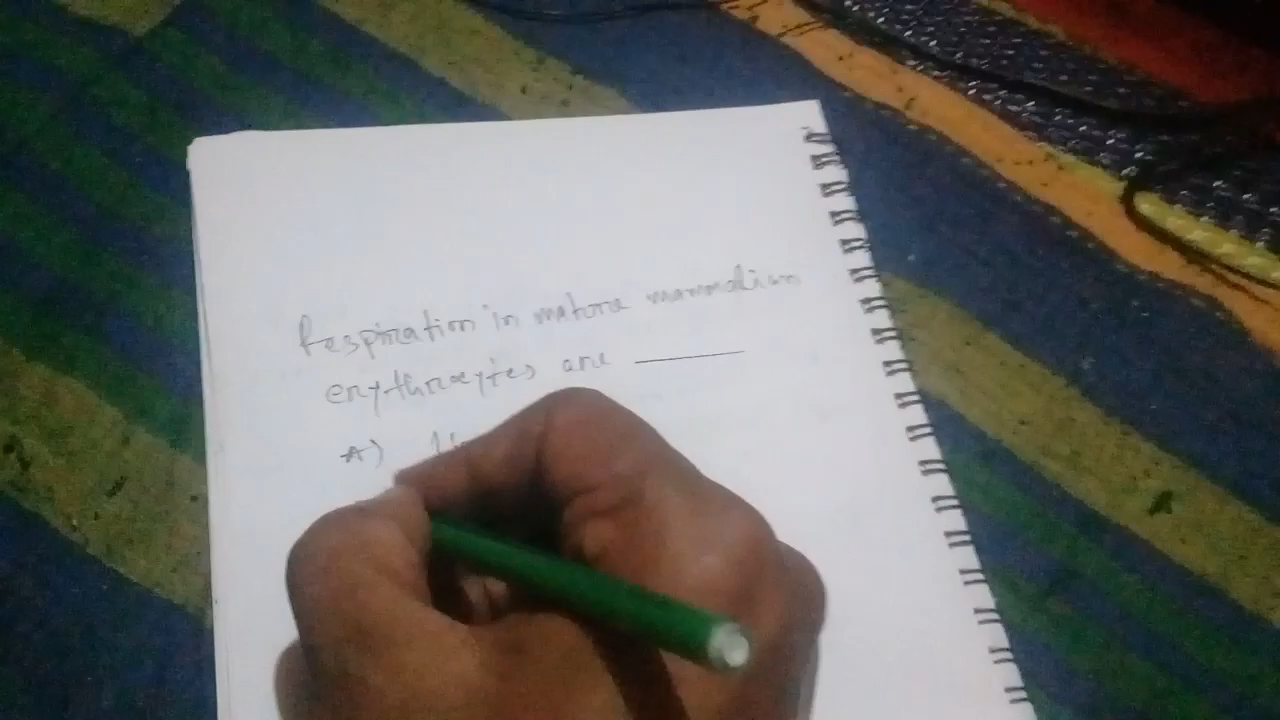 Respiration in mature mammalian
erythrocytes are ______
A)